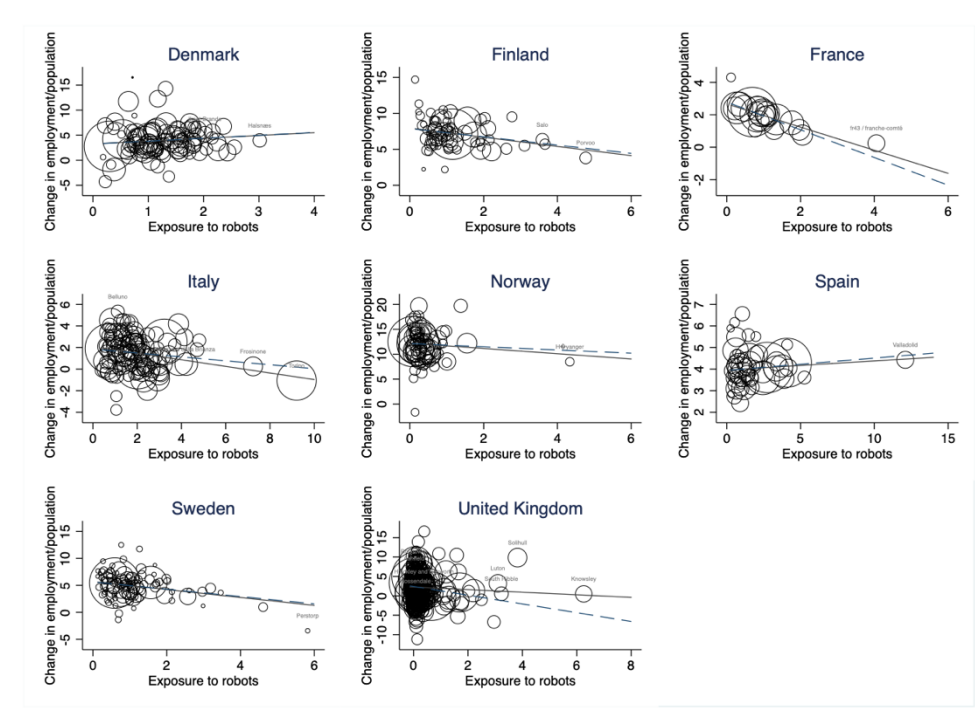 Denmark
Change in employment/population
15
10
5
0
-5
Halsnæs
0 1 2 3 4
Exposure to robots
Finland
Change in employment/population
15
10
5
0
Salo
Porvoo
0 2 4 6
Exposure to robots
France
Change in employment/population
4
2
0
-2
fr43 / franche-comté
0 2 4 6
Exposure to robots
Italy
Change in employment/population
6
4
2
0
-2
-4
Belluno
Frosinone
Torino
0 2 4 6 8 10
Exposure to robots
Norway
Change in employment/population
20
15
10
5
0
0 2 4 6
Exposure to robots
Spain
Change in employment/population
7
6
5
4
3
2
Valladolid
0 5 10 15
Exposure to robots
Sweden
Change in employment/population
15
10
5
0
-5
Perstorp
0 2 4 6
Exposure to robots
United Kingdom
Change in employment/population
15
10
5
0
-5
-10
Solihull
Luton
South Ribble
Knowsley
0 2 4 6 8
Exposure to robots